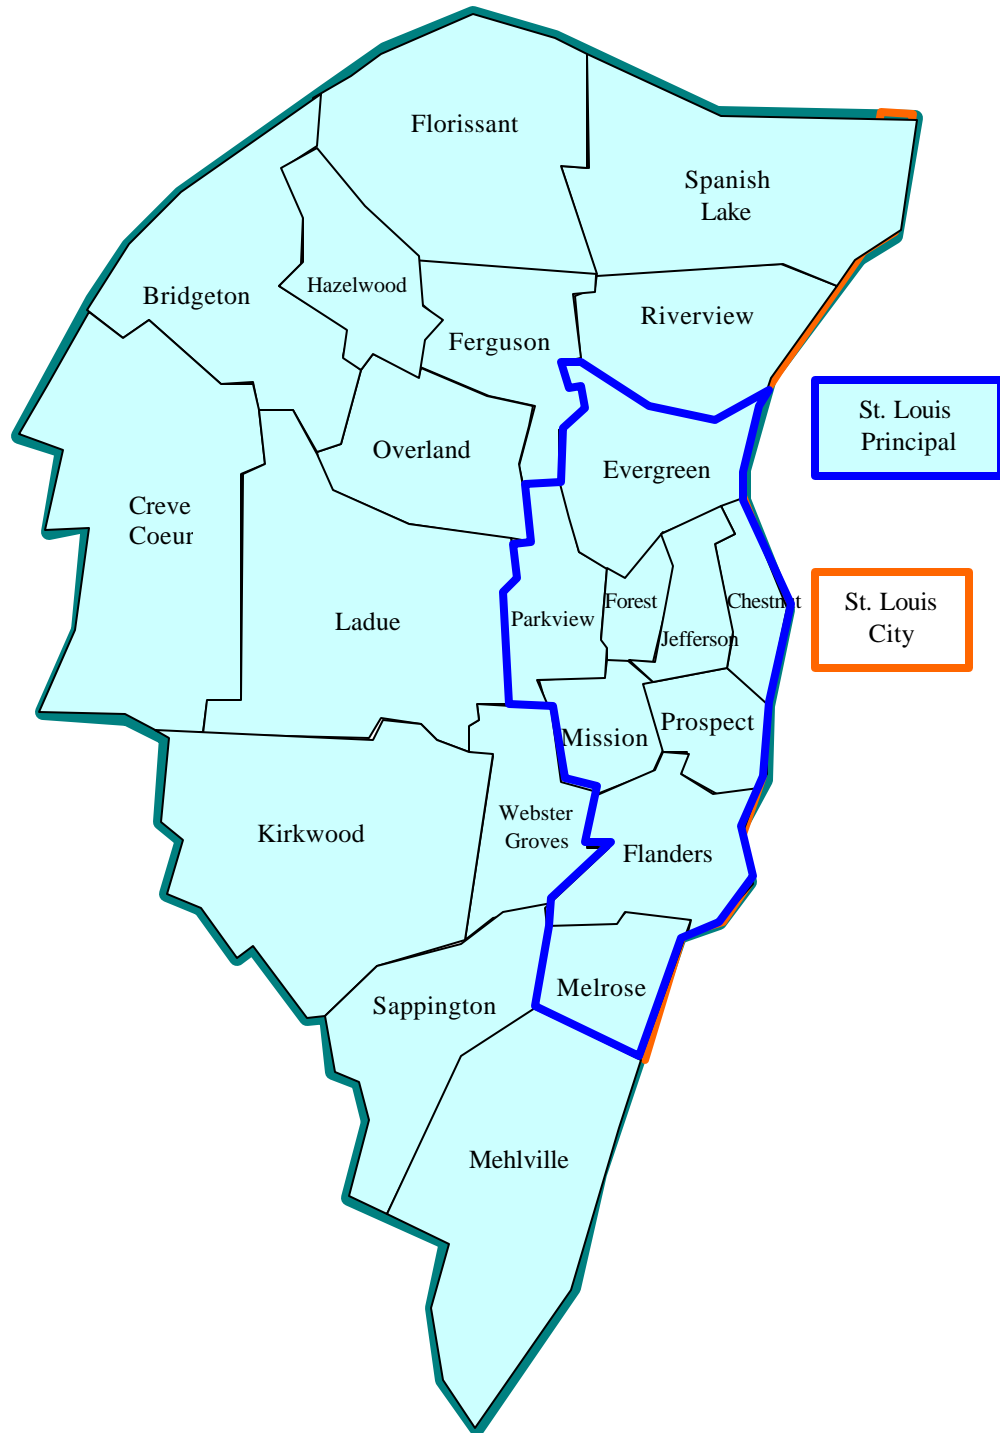 Florissant
Spanish
Lake
Bridgeton
Hazelwood
Ferguson
Riverview
St. Louis
Principal
Overland
Evergreen
Creve
Coeur
Ladue
Parkview
Forest
Jefferson
Chestnut
St. Louis
City
Mission
Prospect
Kirkwood
Webster
Groves
Flanders
Sappington
Melrose
Mehlville